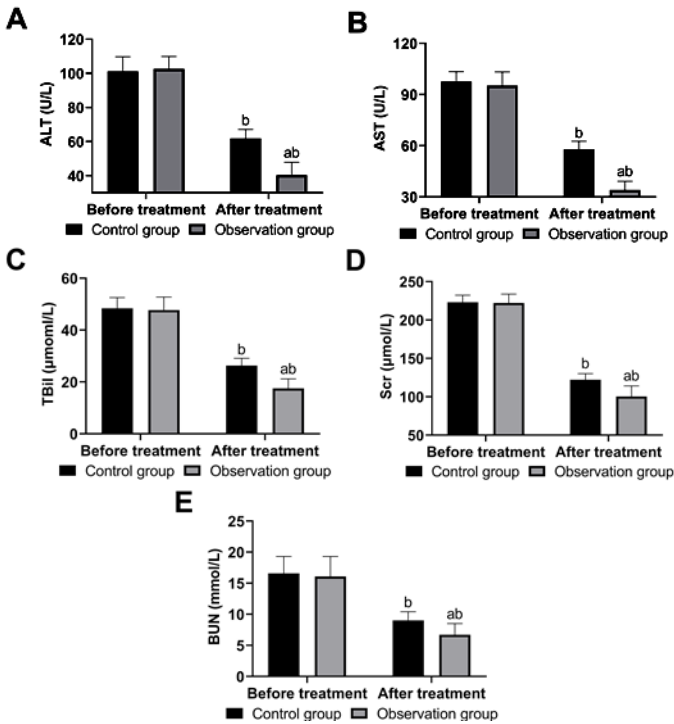 A
ALT (U/L)
120
100
80
60
40
b
ab
Before treatment After treatment
Control group Observation group
B
AST (U/L)
120
90
60
30
b
ab
Before treatment After treatment
Control group Observation group
C
TBil (μmoml/L)
60
40
20
0
b
ab
Before treatment After treatment
Control group Observation group
D
Scr (μmol/L)
250
200
150
100
50
b
ab
Before treatment After treatment
Control group Observation group
E
BUN (mmol/L)
25
20
15
10
5
0
b
ab
Before treatment After treatment
Control group Observation group